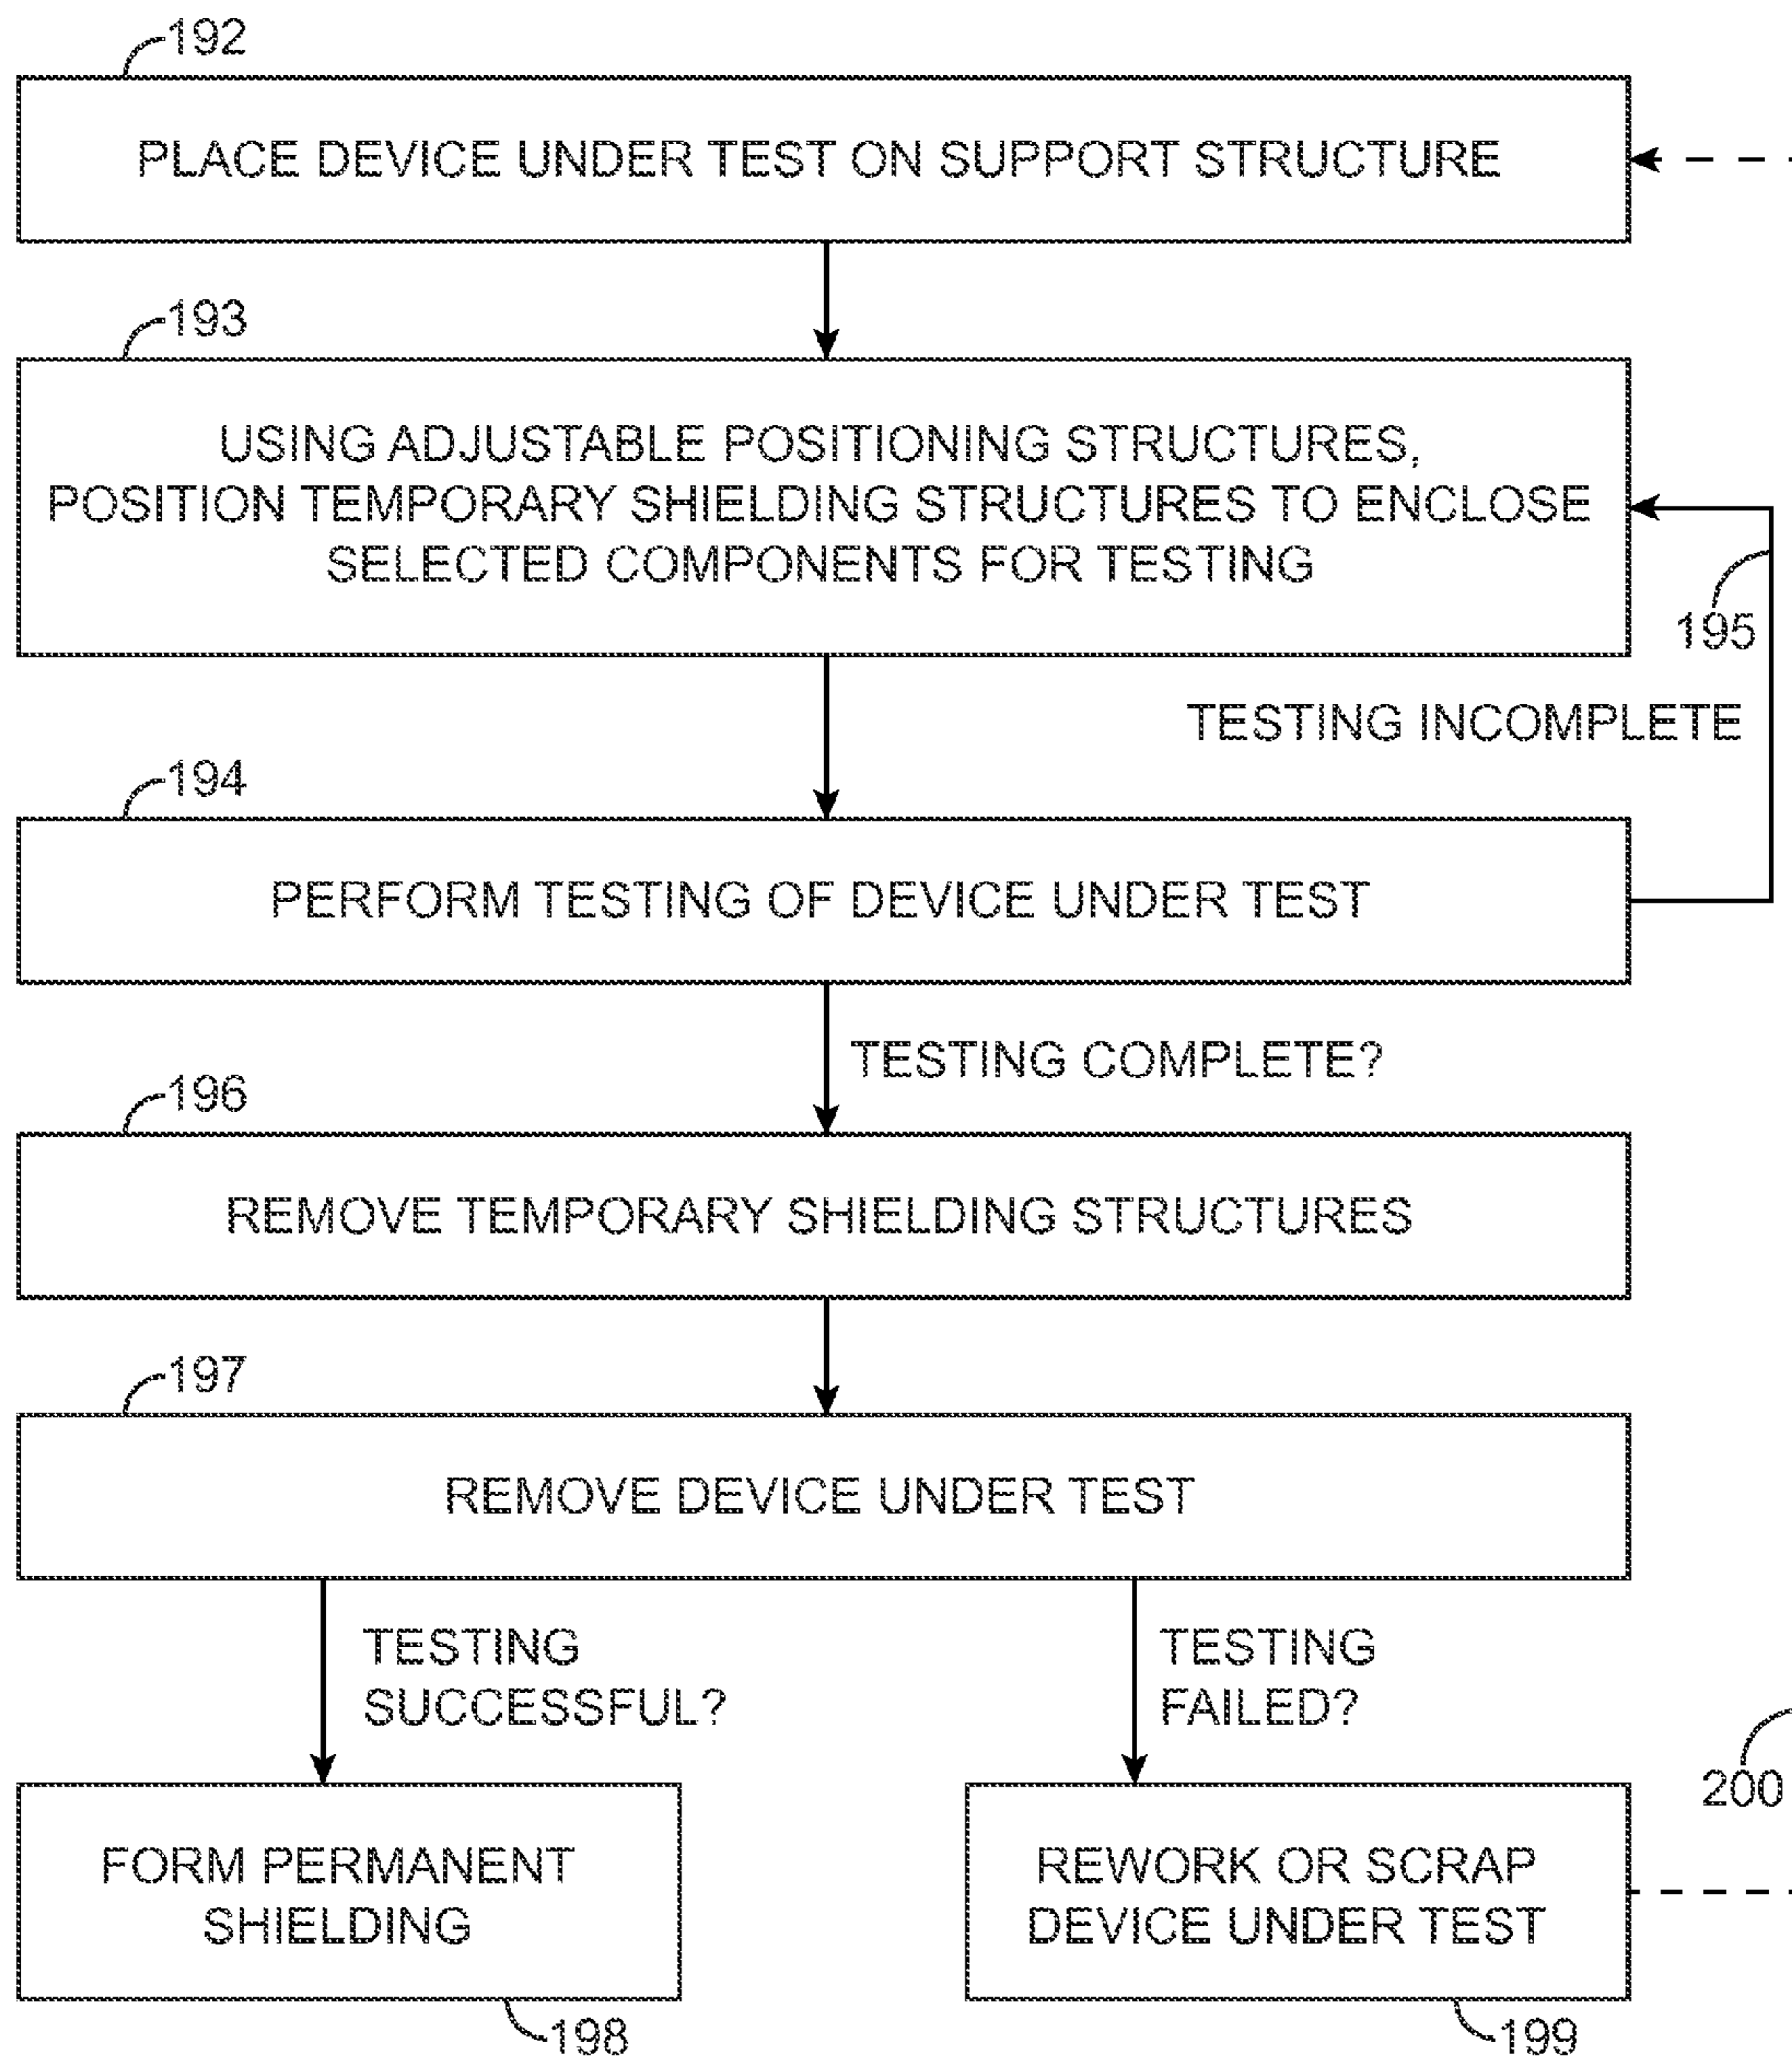 192
PLACE DEVICE UNDER TEST ON SUPPORT STRUCTURE
193
USING ADJUSTABLE POSITIONING STRUCTURES,
POSITION TEMPORARY SHIELDING STRUCTURES TO ENCLOSE
SELECTED COMPONENTS FOR TESTING
195
TESTING INCOMPLETE
194
PERFORM TESTING OF DEVICE UNDER TEST
TESTING COMPLETE?
196
REMOVE TEMPORARY SHIELDING STRUCTURES
197
REMOVE DEVICE UNDER TEST
TESTING
SUCCESSFUL?
TESTING
FAILED?
200
FORM PERMANENT
SHIELDING
REWORK OR SCRAP
DEVICE UNDER TEST
198
199